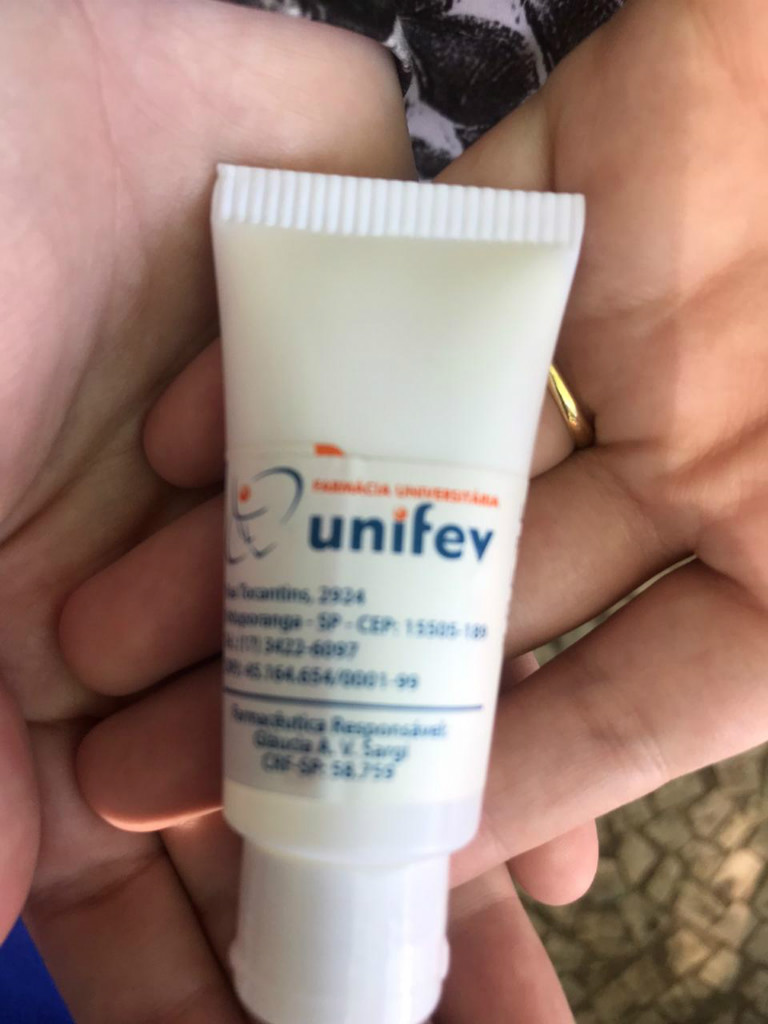 FARMÁCIA UNIVERSITÁRIA
unifev
Tocantins, 2924
SP - CEP: 15505-189
(17) 3422-6097
45.164.654/0001-99
Farmacêutica Responsável:
Gláucia A. V. Sargi
CRF-SP: 58.759